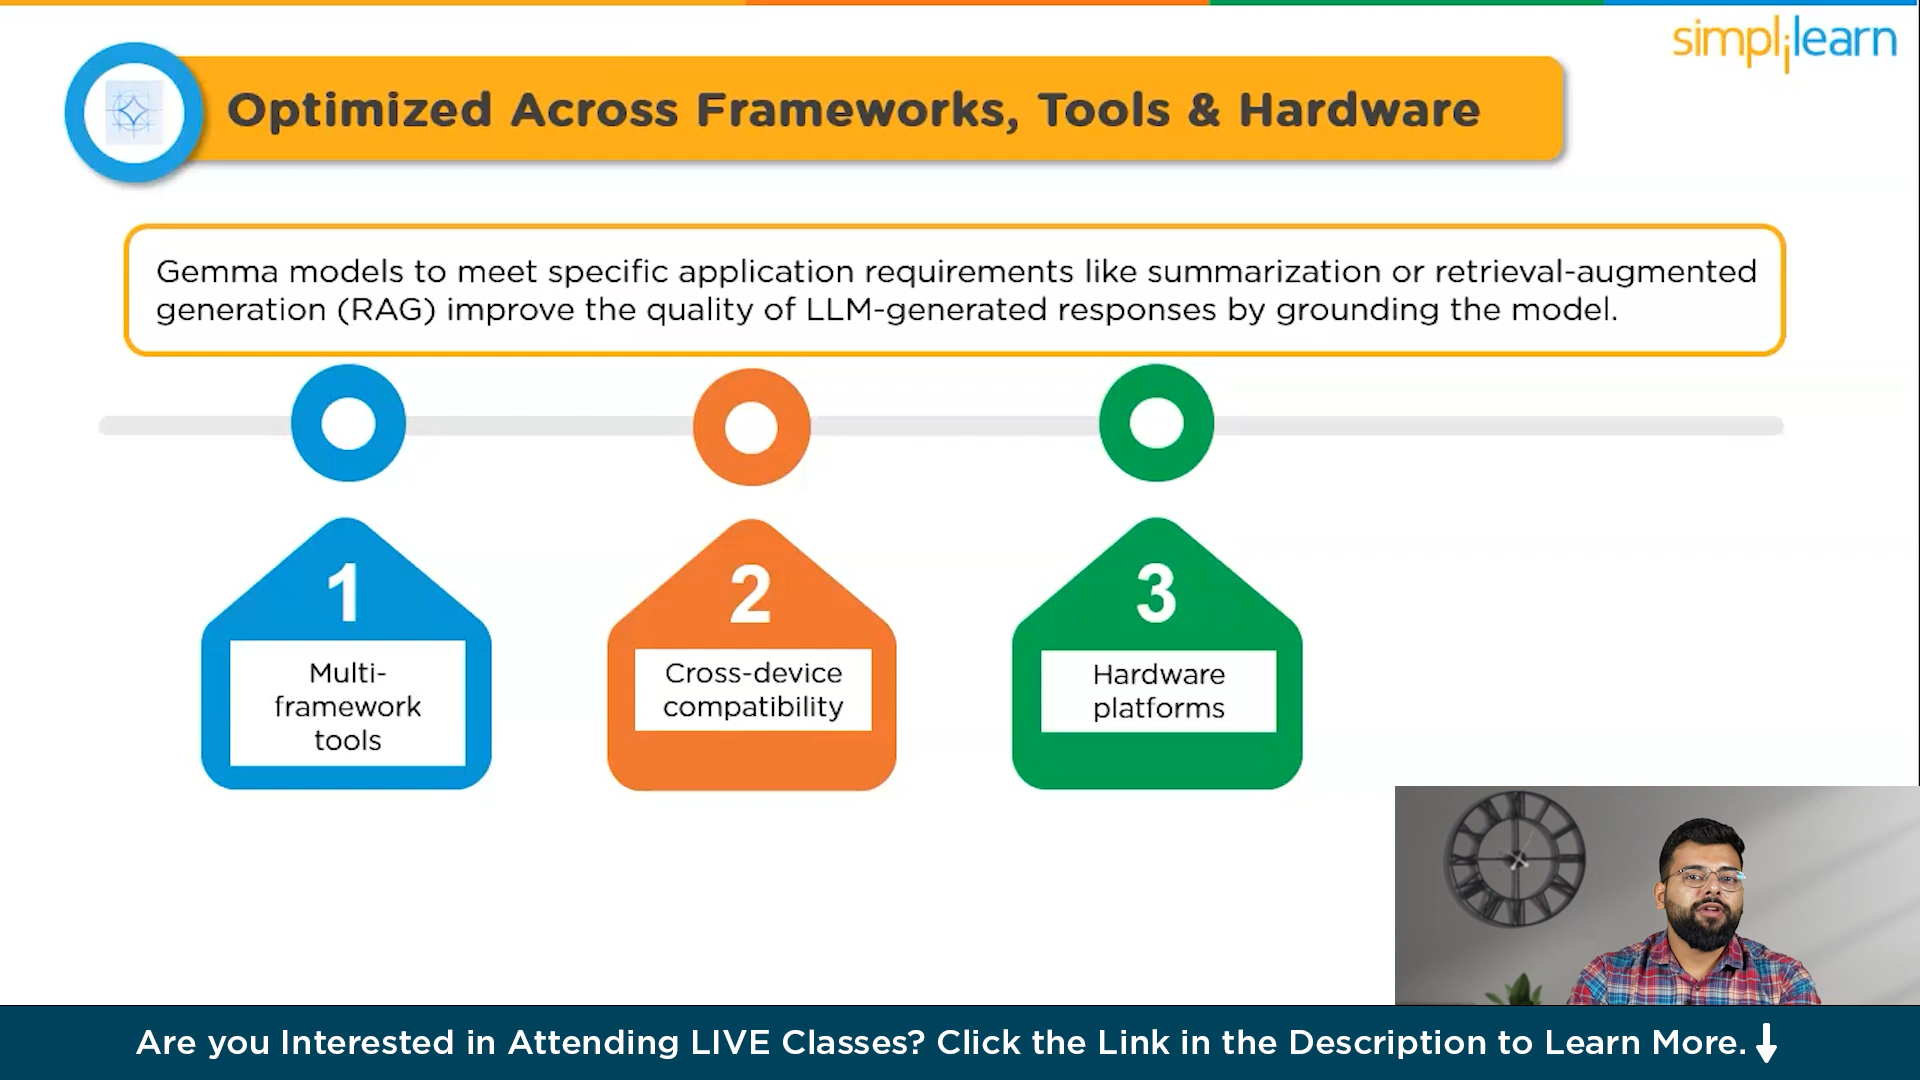 simplilearn
Optimized Across Frameworks, Tools & Hardware
Gemma models to meet specific application requirements like summarization or retrieval-augmented
generation (RAG) improve the quality of LLM-generated responses by grounding the model.
1
Multi-
framework
tools
2
Cross-device
compatibility
3
Hardware
platforms
Are you Interested in Attending LIVE Classes? Click the Link in the Description to Learn More.